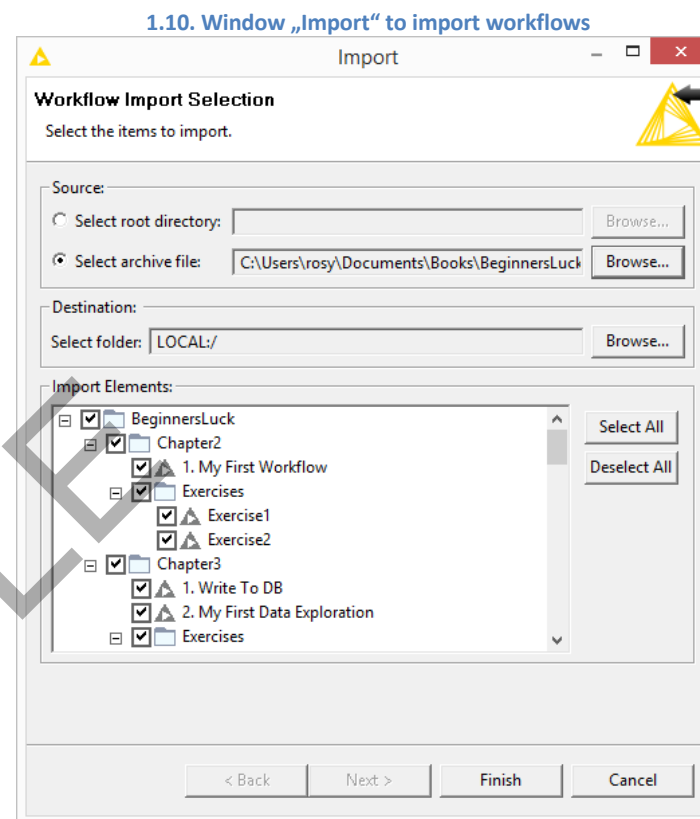 1.10. Window „Import“ to import workflows
Import
Workflow Import Selection
Select the items to import.
Source:
Select root directory: Browse...
Select archive file: C:\Users\rosy\Documents\Books\BeginnersLuck Browse...
Destination:
Select folder: LOCAL:/ Browse...
Import Elements:
BeginnersLuck Select All
Chapter2
1. My First Workflow Deselect All
Exercises
Exercise1
Exercise2
Chapter3
1. Write To DB
2. My First Data Exploration
Exercises
< Back Next > Finish Cancel